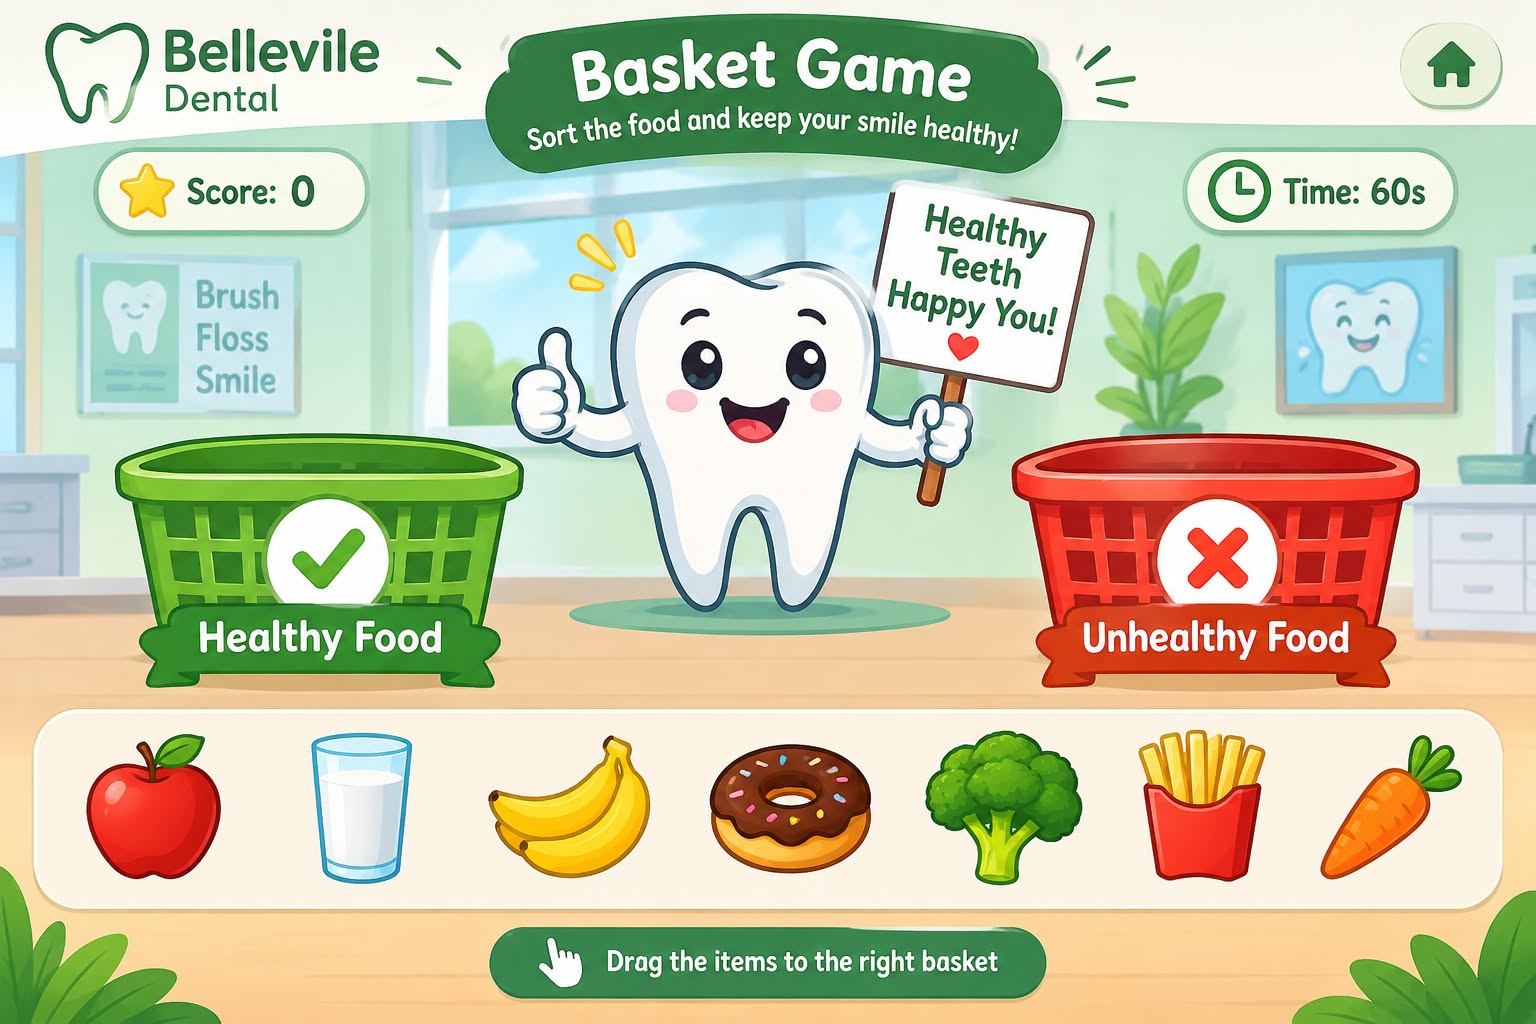 Bellevile
Dental
Basket Game
Sort the food and keep your smile healthy!
Score: 0
Time: 60s
Healthy
Teeth
Happy You!
Brush
Floss
Smile
Healthy Food
Unhealthy Food
Drag the items to the right basket